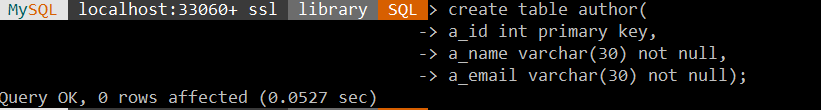 MySQL localhost:33060+ ssl library SQL > create table author(
-> a_id int primary key,
-> a_name varchar(30) not null,
-> a_email varchar(30) not null);
Query OK, 0 rows affected (0.0527 sec)